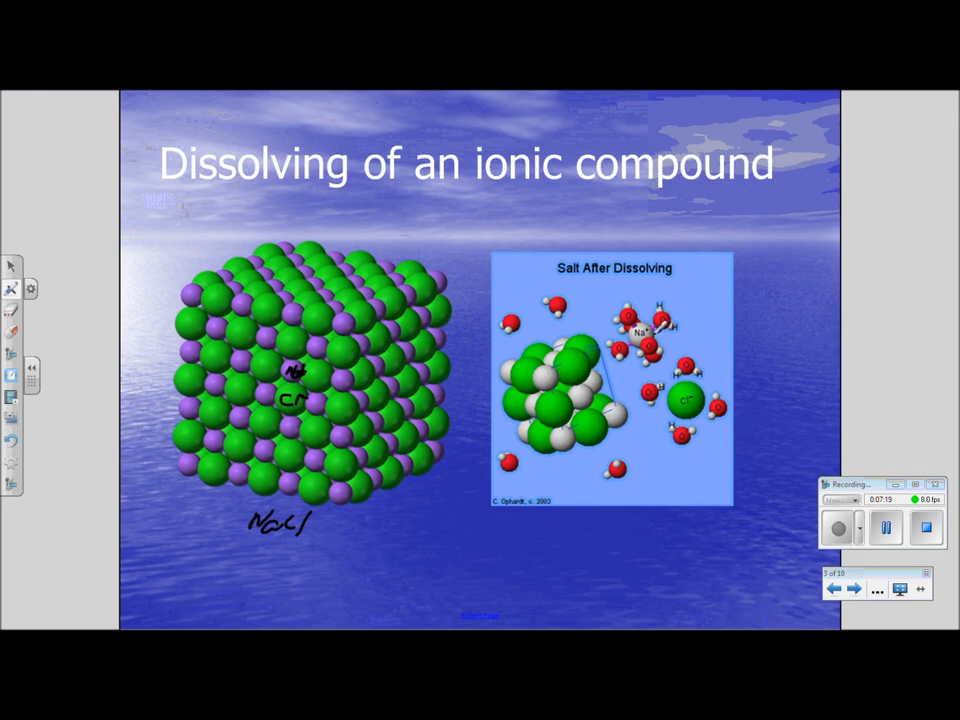 Dissolving of an ionic compound
Salt After Dissolving
H
O
O
H
Na+
O
O
O
O
H
H
O
H
Cl-
O
H
O
H
C. Ophardt, c. 2003
Cl-
NaCl
Recording...
Menu
0:07:19
8.0 fps
3 of 10
...